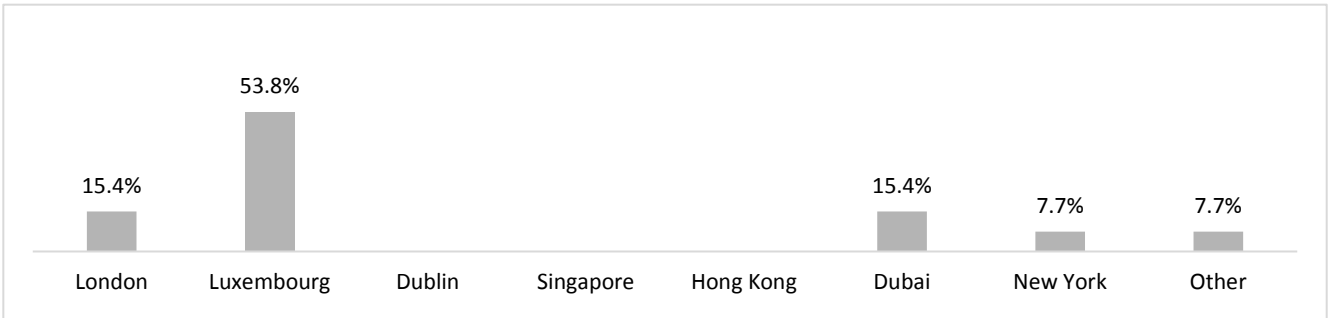 53.8%
15.4% 15.4%
7.7% 7.7%
London Luxembourg Dublin Singapore Hong Kong Dubai New York Other